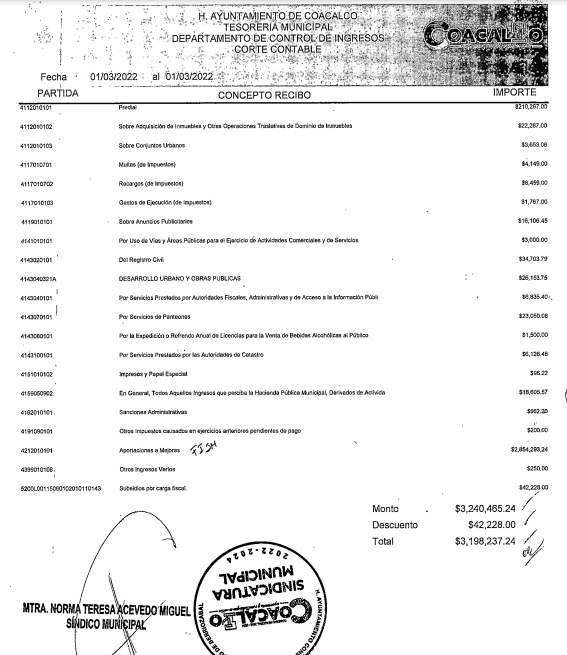 H. AYUNTAMIENTO DE COACALCO
TESORERÍA MUNICIPAL
DEPARTAMENTO DE CONTROL DE INGRESOS
CORTE CONTABLE
COACALCO
Fecha 01/03/2022 al 01/03/2022
PARTIDA CONCEPTO RECIBO IMPORTE
4112010101 Predial $210,267.00
4112010102 Sobre Adquisición de Inmuebles y Otras Operaciones Traslativas de Dominio de Inmuebles $22,287.00
4112010103 Sobre Conjuntos Urbanos $3,653.08
4117010701 Multas (de Impuestos) $4,149.00
4117010702 Recargos (de Impuestos) $6,459.00
4117010103 Gastos de Ejecución (de Impuestos) $1,767.00
4119010101 Sobre Anuncios Publicitarios $16,106.45
4141010101 Por Uso de Vías y Áreas Públicas para el Ejercicio de Actividades Comerciales y de Servicios $3,000.00
4143020101 Del Registro Civil $34,703.79
4143040321A DESARROLLO URBANO Y OBRAS PUBLICAS $26,153.75
4143040101 Por Servicios Prestados por Autoridades Fiscales, Administrativas y de Acceso a la Información Públi $6,835.40
4143070101 Por Servicios de Panteones $23,050.08
4143080101 Por la Expedición o Refrendo Anual de Licencias para la Venta de Bebidas Alcohólicas al Público $1,500.00
4143100101 Por Servicios Prestados por las Autoridades de Catastro $6,126.48
4151010102 Impresos y Papel Especial $96.22
4159050902 En General, Todos Aquellos Ingresos que perciba la Hacienda Pública Municipal, Derivados de Activida $18,605.57
4162010101 Sanciones Administrativas $962.20
4191090101 Otros Impuestos causados en ejercicios anteriores pendientes de pago $200.00
4212010101 Aportaciones a Mejoras $2,854,293.24
4399010108 Otros Ingresos Varios $250.00
5200L00115060102010110143 Subsidios por carga fiscal. $42,228.00
Monto $3,240,465.24
Descuento $42,228.00
Total $3,198,237.24
MTRA. NORMA TERESA ACEVEDO MIGUEL
SÍNDICO MUNICIPAL
2022-2024
SINDICATURA
MUNICIPAL
COACALCO